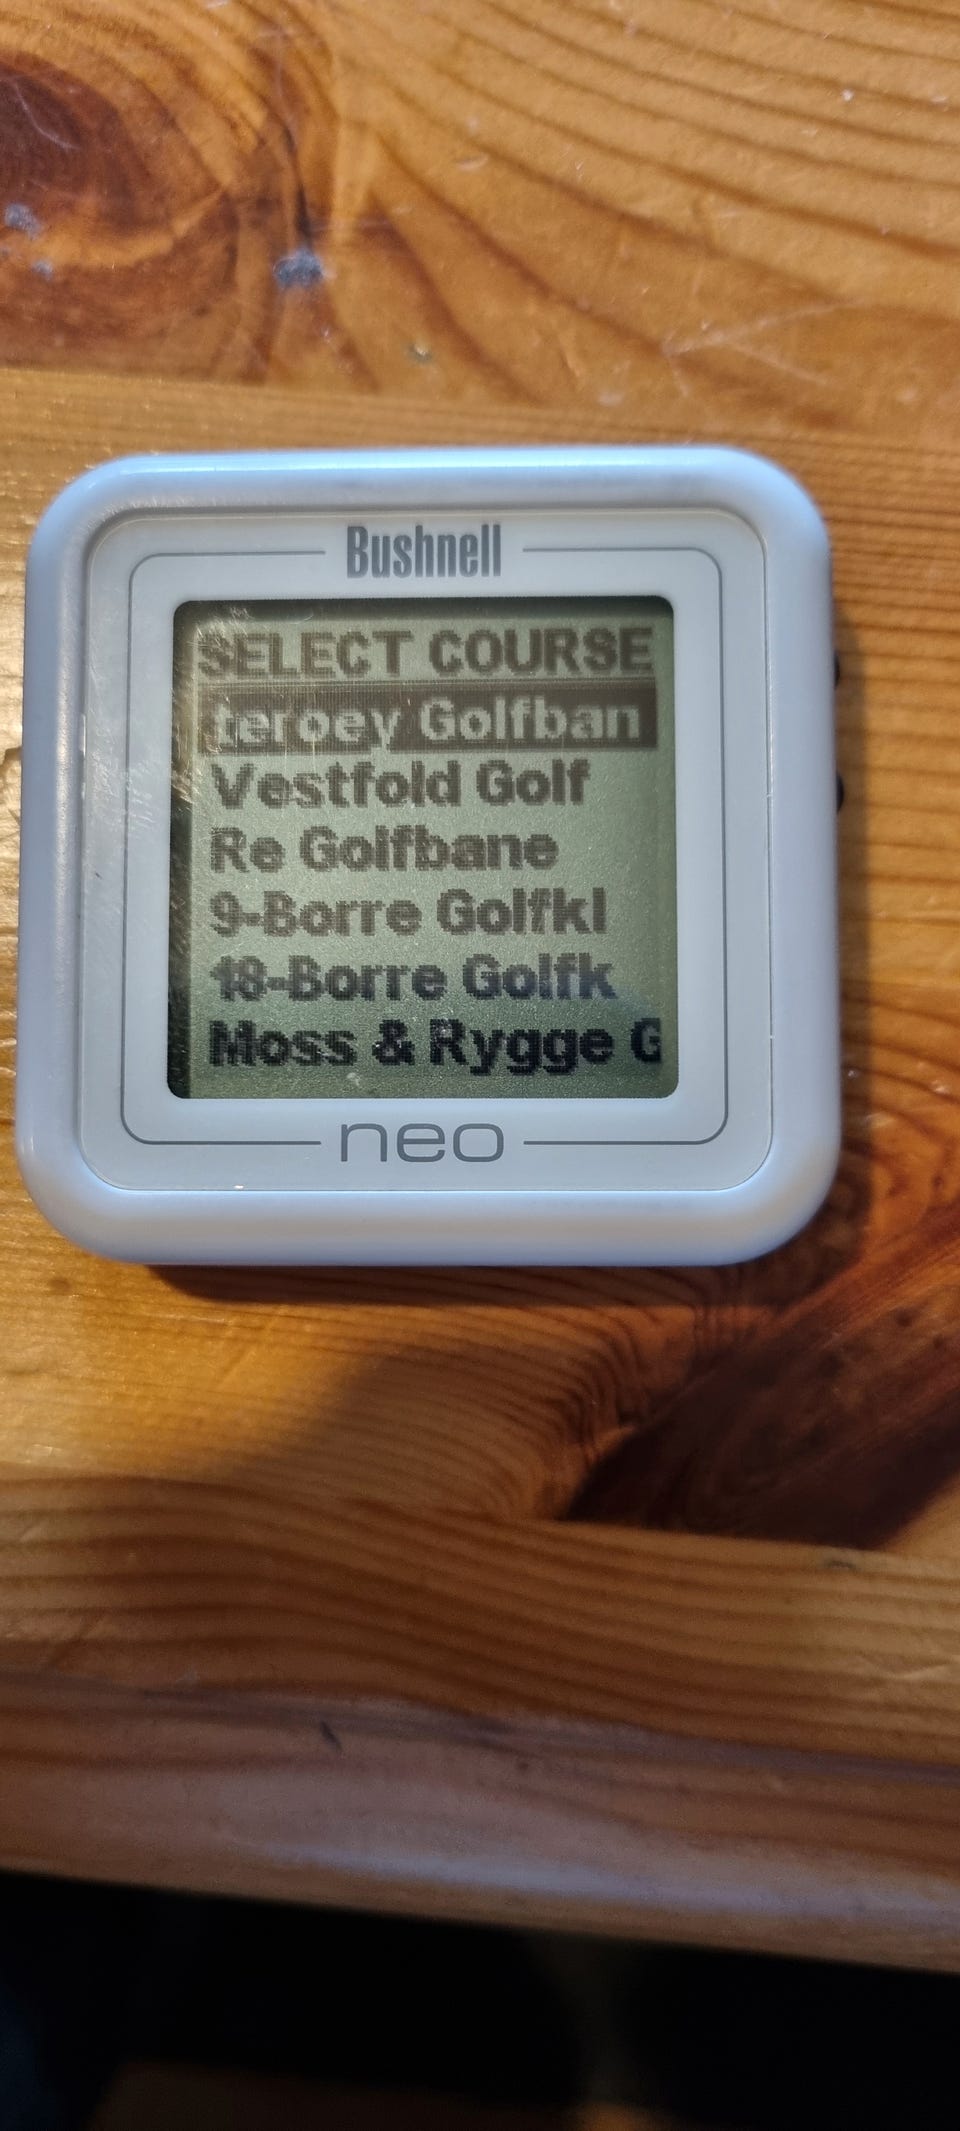 Bushnell
SELECT COURSE
teroey Golfban
Vestfold Golf
Re Golfbane
9-Borre Golfkl
18-Borre Golfk
Moss & Rygge G
neo